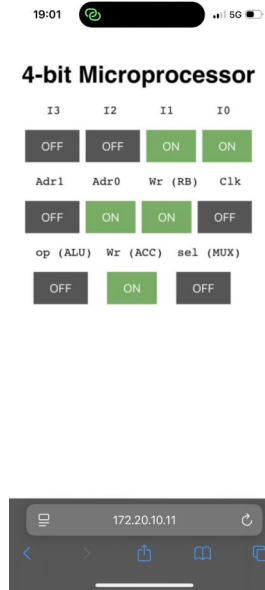 19:01 5G
4-bit Microprocessor
I3 I2 I1 I0
OFF OFF ON ON
Adr1 Adr0 Wr (RB) Clk
OFF ON ON OFF
op (ALU) Wr (ACC) sel (MUX)
OFF ON OFF
172.20.10.11